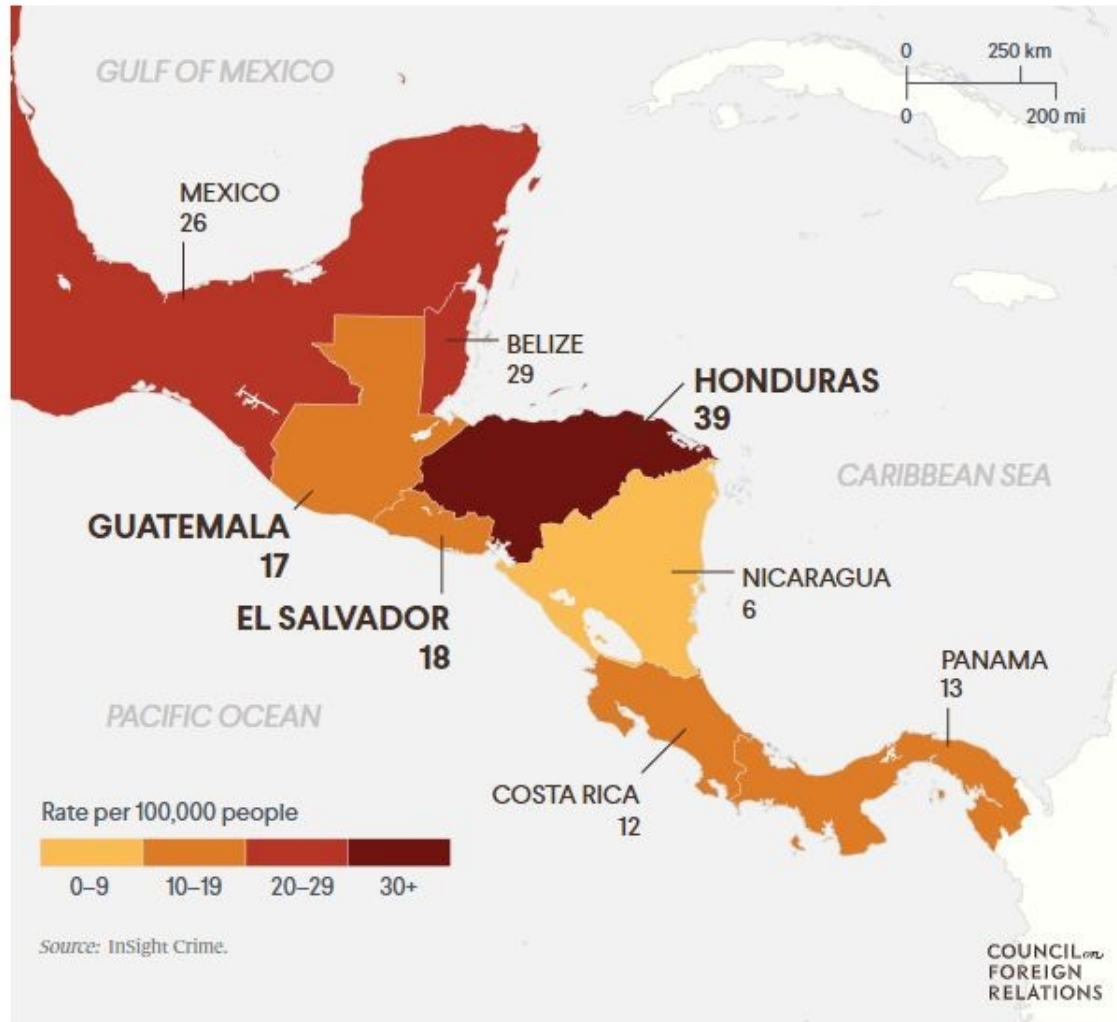 GULF OF MEXICO
0 250 km
0 200 mi
MEXICO
26
BELIZE
29
HONDURAS
39
CARIBBEAN SEA
GUATEMALA
17
NICARAGUA
6
EL SALVADOR
18
PANAMA
13
PACIFIC OCEAN
COSTA RICA
12
Rate per 100,000 people
0–9 10–19 20–29 30+
Source: InSight Crime.
COUNCIL on
FOREIGN
RELATIONS